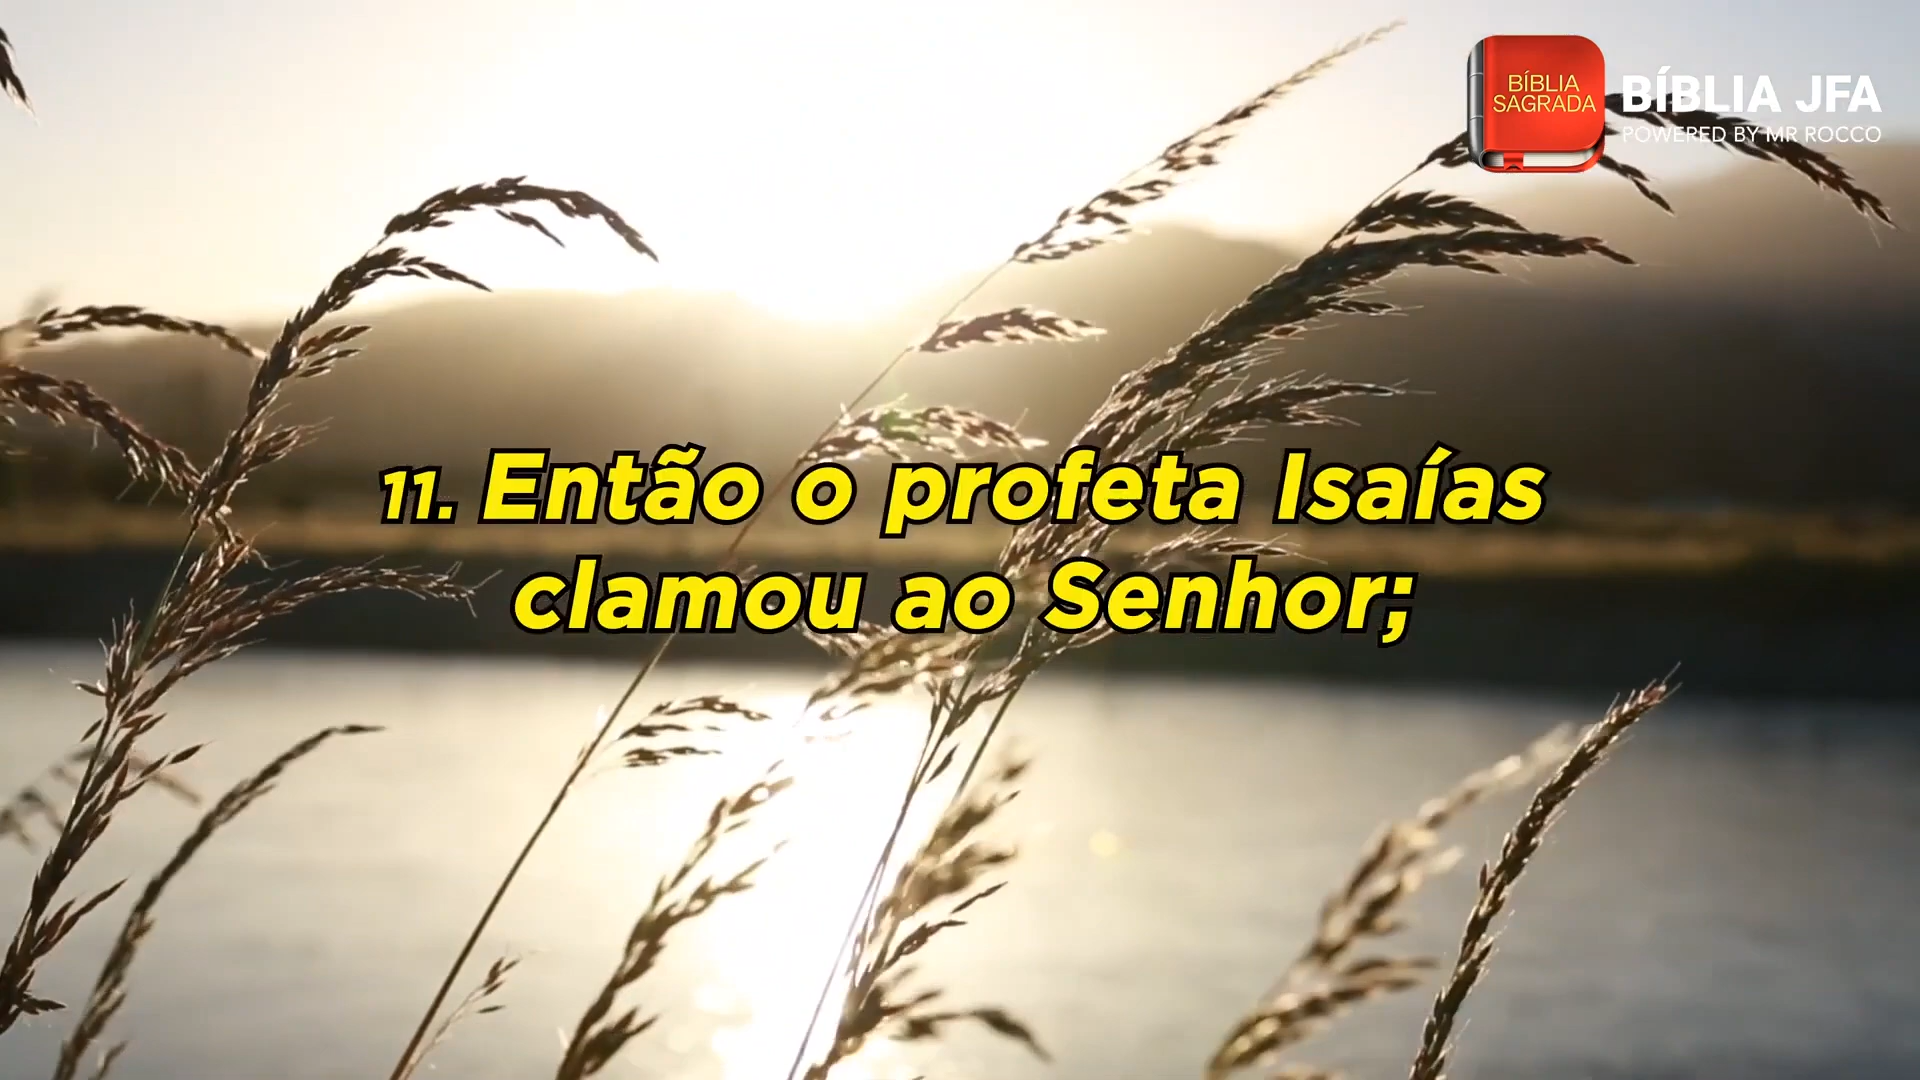 BÍBLIA
SAGRADA
BÍBLIA JFA
POWERED BY MR ROCCO
11. Então o profeta Isaías
clamou ao Senhor;